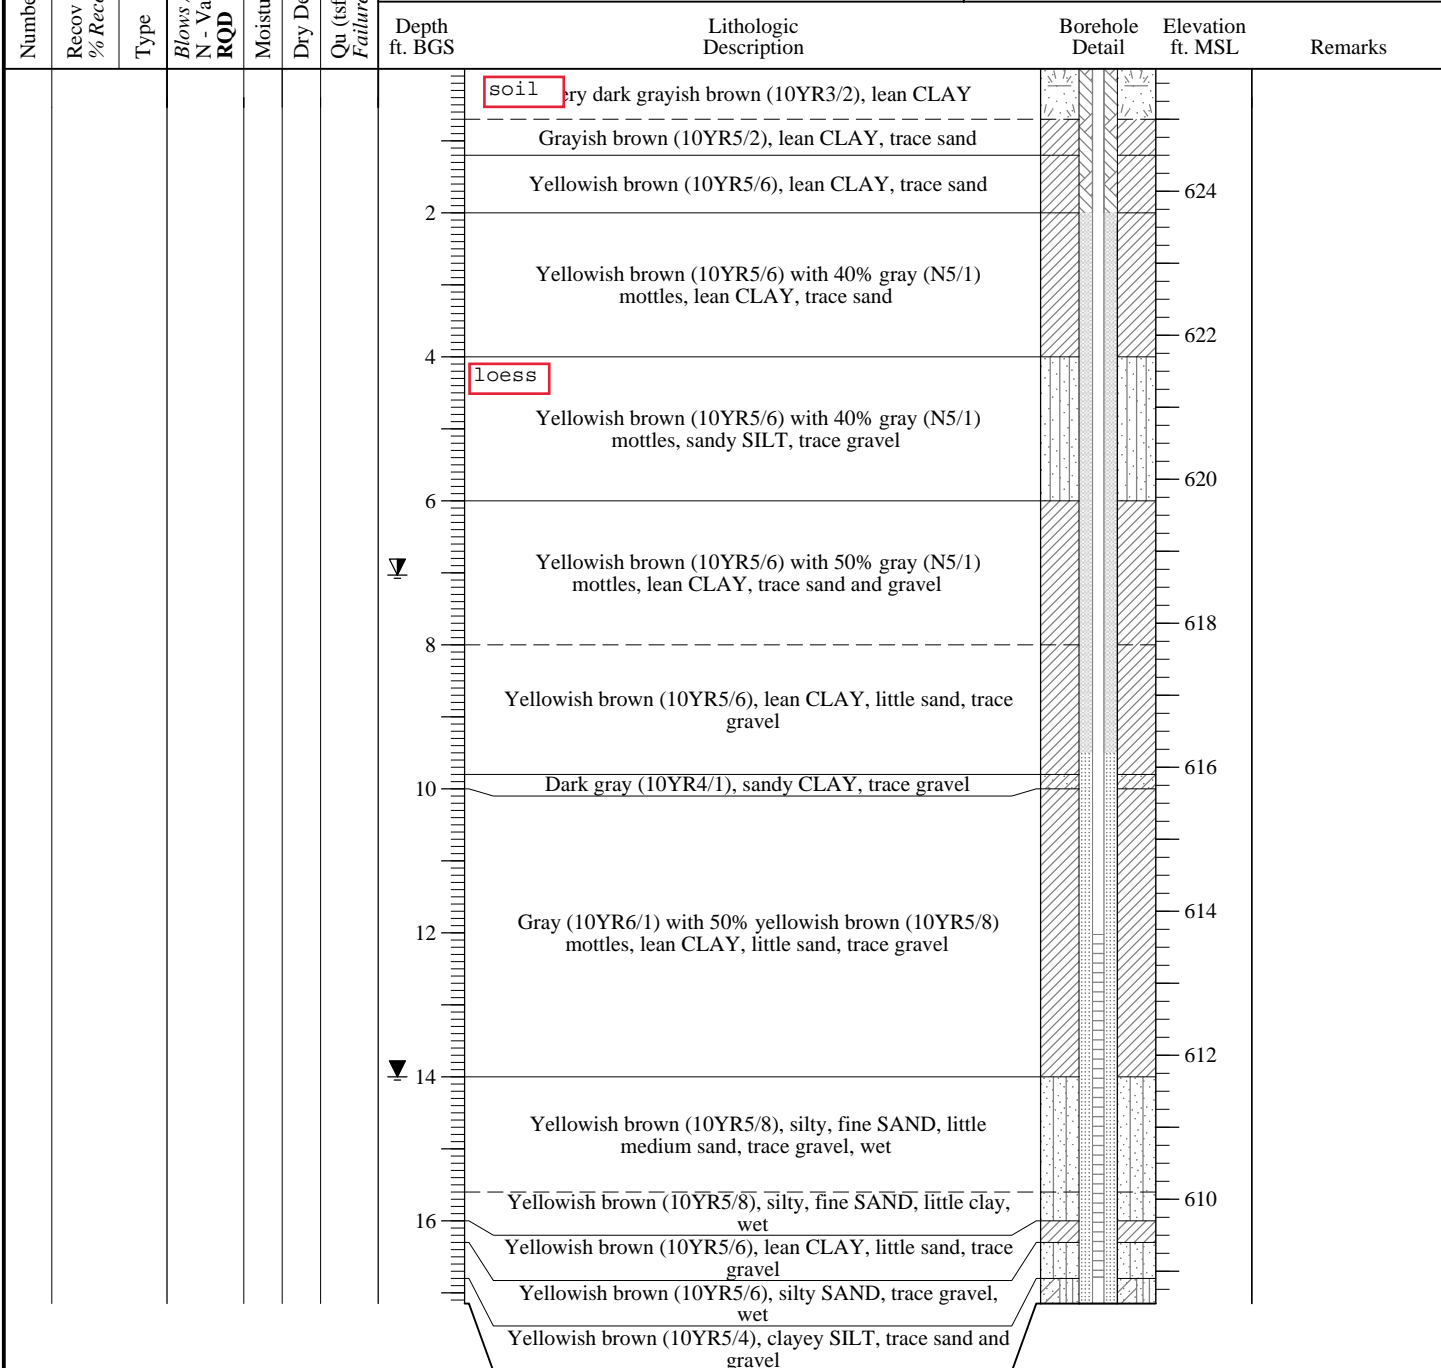 Numbe
Recov
% Rece
Type
Blows
N - Va
RQD
Moistu
Dry De
Qu (tsf
Failure
Depth
ft. BGS
Lithologic
Description
Borehole
Detail
Elevation
ft. MSL
Remarks
soil
ery dark grayish brown (10YR3/2), lean CLAY
Grayish brown (10YR5/2), lean CLAY, trace sand
Yellowish brown (10YR5/6), lean CLAY, trace sand
624
2
Yellowish brown (10YR5/6) with 40% gray (N5/1)
mottles, lean CLAY, trace sand
622
4
loess
Yellowish brown (10YR5/6) with 40% gray (N5/1)
mottles, sandy SILT, trace gravel
620
6
Yellowish brown (10YR5/6) with 50% gray (N5/1)
mottles, lean CLAY, trace sand and gravel
618
8
Yellowish brown (10YR5/6), lean CLAY, little sand, trace
gravel
616
Dark gray (10YR4/1), sandy CLAY, trace gravel
10
Gray (10YR6/1) with 50% yellowish brown (10YR5/8)
mottles, lean CLAY, little sand, trace gravel
614
12
612
14
Yellowish brown (10YR5/8), silty, fine SAND, little
medium sand, trace gravel, wet
610
Yellowish brown (10YR5/8), silty, fine SAND, little clay,
wet
16
Yellowish brown (10YR5/6), lean CLAY, little sand, trace
gravel
Yellowish brown (10YR5/6), silty SAND, trace gravel,
wet
Yellowish brown (10YR5/4), clayey SILT, trace sand and
gravel